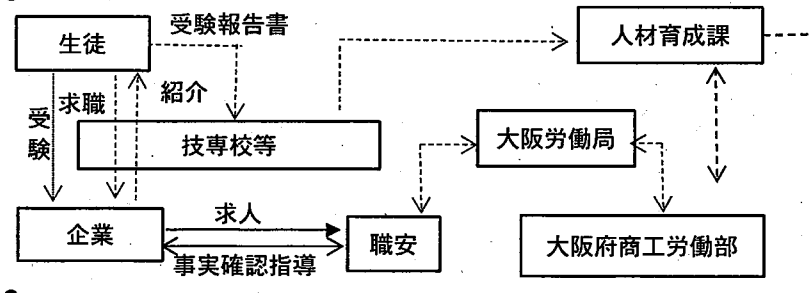 受験報告書
生徒
人材育成課
求職
紹介
受験
技専校等
大阪労働局
求人
企業
職安
大阪府商工労働部
事実確認指導